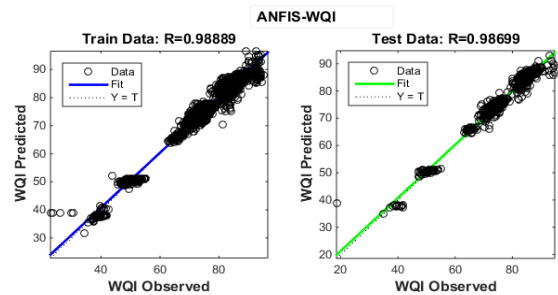 ANFIS-WQI
Train Data: R=0.98889
WQI Predicted
90
80
70
60
50
40
30
40
60
80
WQI Observed
Data
Fit
Y = T
Test Data: R=0.98699
WQI Predicted
90
80
70
60
50
40
30
20
20
40
60
80
WQI Observed
Data
Fit
Y = T